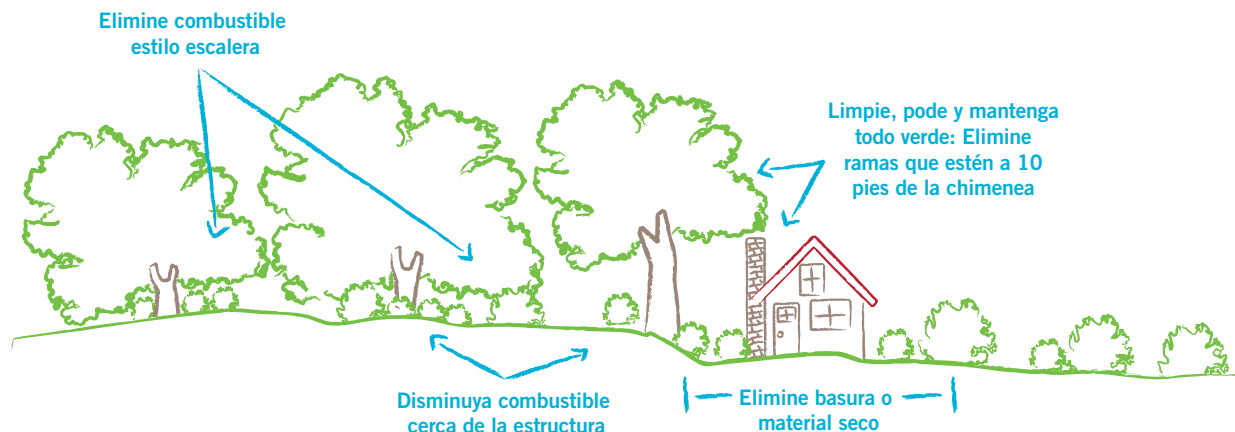 Elimine combustible
estilo escalera
Limpie, pode y mantenga
todo verde: Elimine
ramas que estén a 10
pies de la chimenea
Disminuya combustible
cerca de la estructura
Elimine basura o
material seco